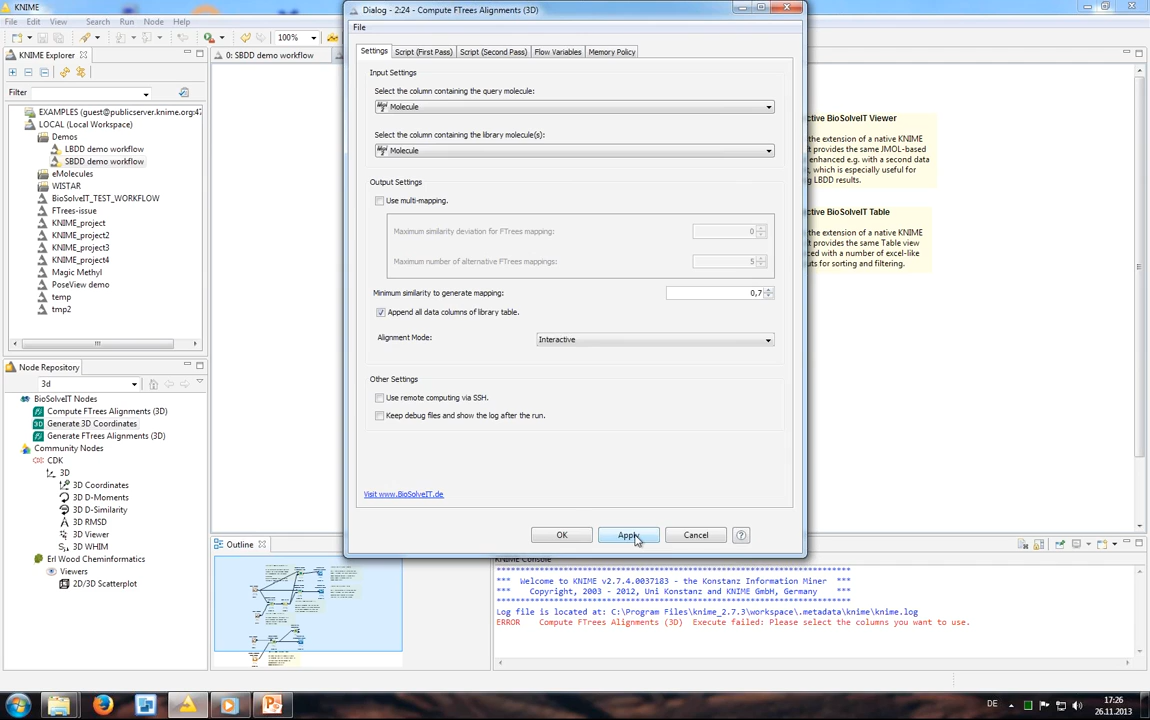 KNIME
File Edit View Search Run Node Help
100%
KNIME Explorer
Filter
EXAMPLES (guest@publicserver.knime.org:47
LOCAL (Local Workspace)
Demos
LBDD demo workflow
SBDD demo workflow
eMolecules
WISTAR
BioSolveIT_TEST_WORKFLOW
FTrees-issue
KNIME_project
KNIME_project2
KNIME_project3
KNIME_project4
Magic Methyl
PoseView demo
temp
tmp2
Node Repository
3d
BioSolveIT Nodes
Compute FTrees Alignments (3D)
Generate 3D Coordinates
Generate FTrees Alignments (3D)
Community Nodes
CDK
3D
3D Coordinates
3D D-Moments
3D D-Similarity
3D RMSD
3D Viewer
3D WHIM
Erl Wood Cheminformatics
Viewers
2D/3D Scatterplot
0: SBDD demo workflow
Dialog - 2:24 - Compute FTrees Alignments (3D)
File
Settings Script (First Pass) Script (Second Pass) Flow Variables Memory Policy
Input Settings
Select the column containing the query molecule:
Molecule
Select the column containing the library molecule(s):
Molecule
Output Settings
Use multi-mapping.
Maximum similarity deviation for FTrees mapping: 0
Maximum number of alternative FTrees mappings: 5
Minimum similarity to generate mapping: 0,7
Append all data columns of library table.
Alignment Mode: Interactive
Other Settings
Use remote computing via SSH.
Keep debug files and show the log after the run.
Visit www.BioSolveIT.de
OK Apply Cancel ?
ctive BioSolveIT Viewer
the extension of a native KNIME
t provides the same JMOL-based
enhanced e.g. with a second data
, which is especially useful for
g LBDD results.
ctive BioSolveIT Table
the extension of a native KNIME
t provides the same Table view
ced with a number of excel-like
uts for sorting and filtering.
Outline
KNIME Console
*** Welcome to KNIME v2.7.4.0037183 - the Konstanz Information Miner ***
*** Copyright, 2003 - 2012, Uni Konstanz and KNIME GmbH, Germany ***
Log file is located at: C:\Program Files\knime_2.7.3\workspace\.metadata\knime\knime.log
ERROR Compute FTrees Alignments (3D) Execute failed: Please select the columns you want to use.
DE
17:26
26.11.2013